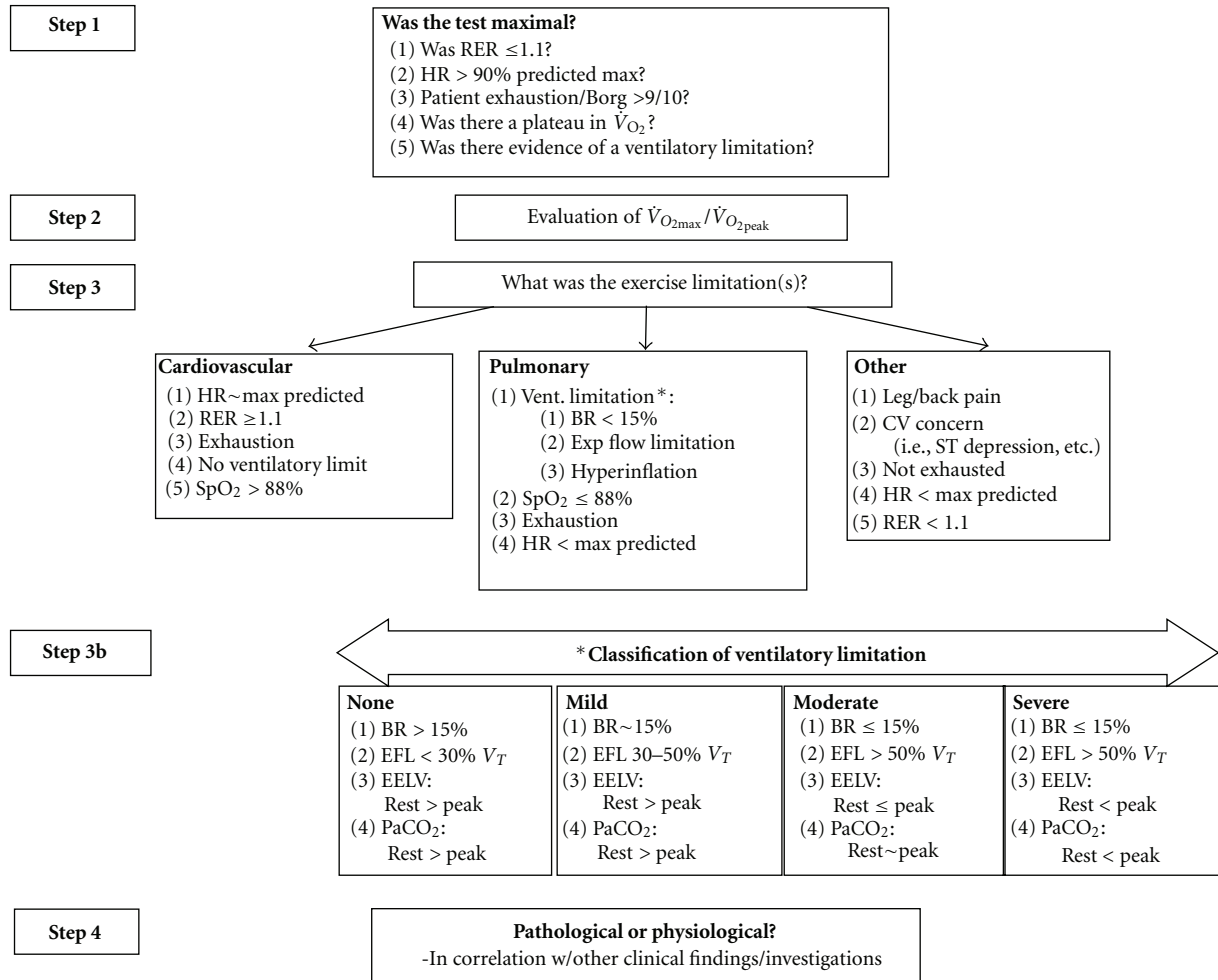 Step 1
Was the test maximal?
(1) Was RER ≤1.1?
(2) HR > 90% predicted max?
(3) Patient exhaustion/Borg >9/10?
(4) Was there a plateau in V̇O₂?
(5) Was there evidence of a ventilatory limitation?
Step 2
Evaluation of V̇O₂max/V̇O₂peak
Step 3
What was the exercise limitation(s)?
Cardiovascular
(1) HR~max predicted
(2) RER ≥1.1
(3) Exhaustion
(4) No ventilatory limit
(5) SpO₂ > 88%
Pulmonary
(1) Vent. limitation*:
(1) BR < 15%
(2) Exp flow limitation
(3) Hyperinflation
(2) SpO₂ ≤ 88%
(3) Exhaustion
(4) HR < max predicted
Other
(1) Leg/back pain
(2) CV concern
(i.e., ST depression, etc.)
(3) Not exhausted
(4) HR < max predicted
(5) RER < 1.1
Step 3b
*Classification of ventilatory limitation
None
(1) BR > 15%
(2) EFL < 30% V_T
(3) EELV:
Rest > peak
(4) PaCO₂:
Rest > peak
Mild
(1) BR~15%
(2) EFL 30–50% V_T
(3) EELV:
Rest > peak
(4) PaCO₂:
Rest > peak
Moderate
(1) BR ≤ 15%
(2) EFL > 50% V_T
(3) EELV:
Rest ≤ peak
(4) PaCO₂:
Rest~peak
Severe
(1) BR ≤ 15%
(2) EFL > 50% V_T
(3) EELV:
Rest < peak
(4) PaCO₂:
Rest < peak
Step 4
Pathological or physiological?
-In correlation w/other clinical findings/investigations